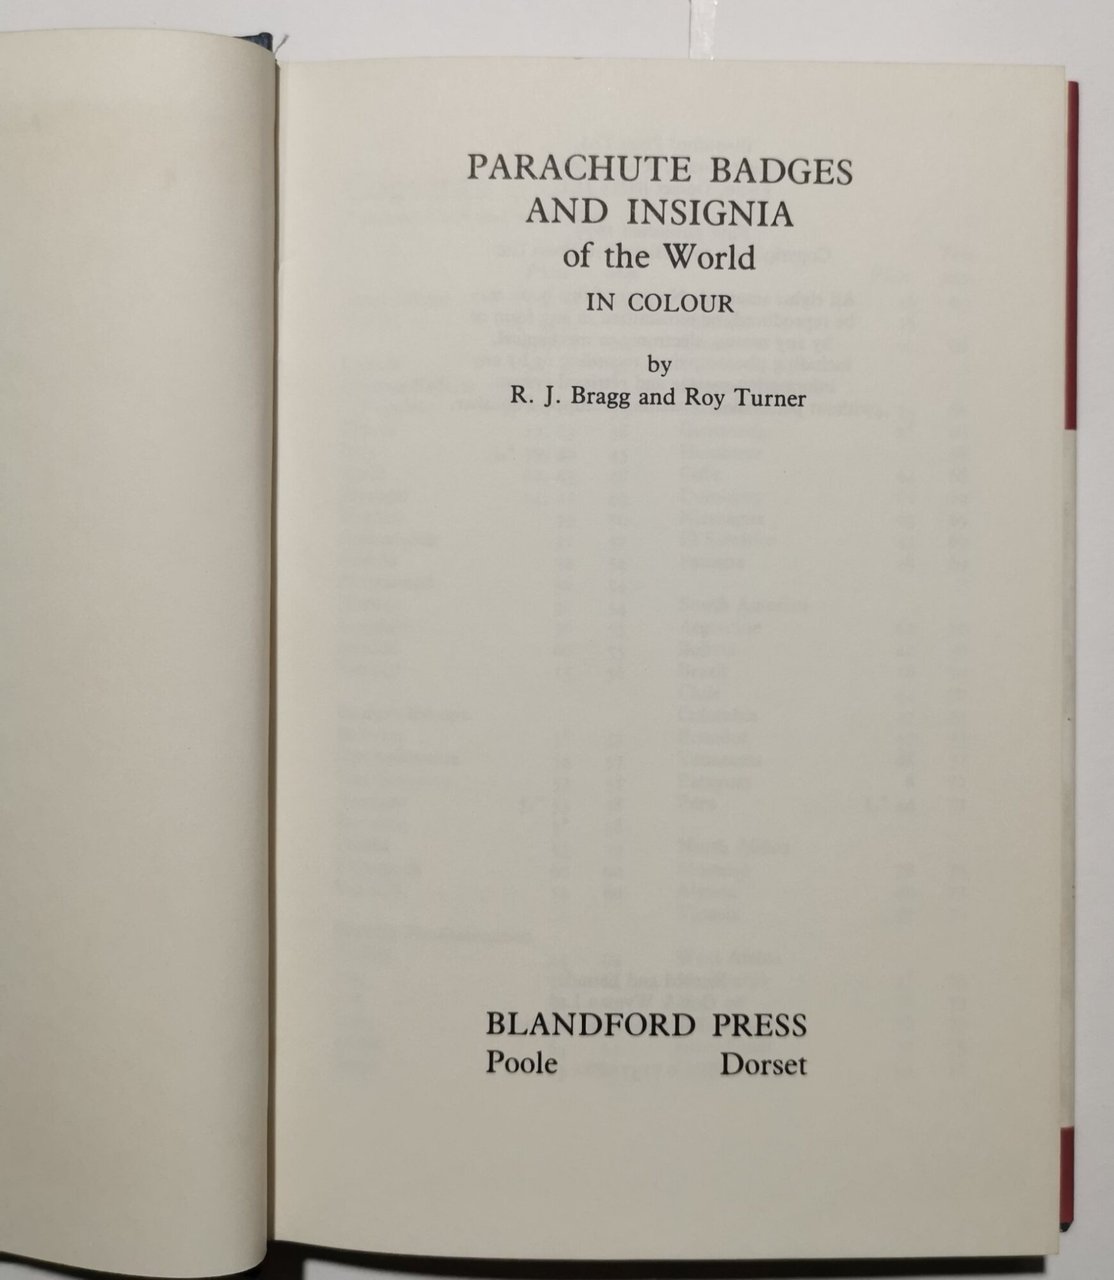 PARACHUTE BADGES
AND INSIGNIA
of the World
IN COLOUR
by
R. J. Bragg and Roy Turner
BLANDFORD PRESS
Poole Dorset